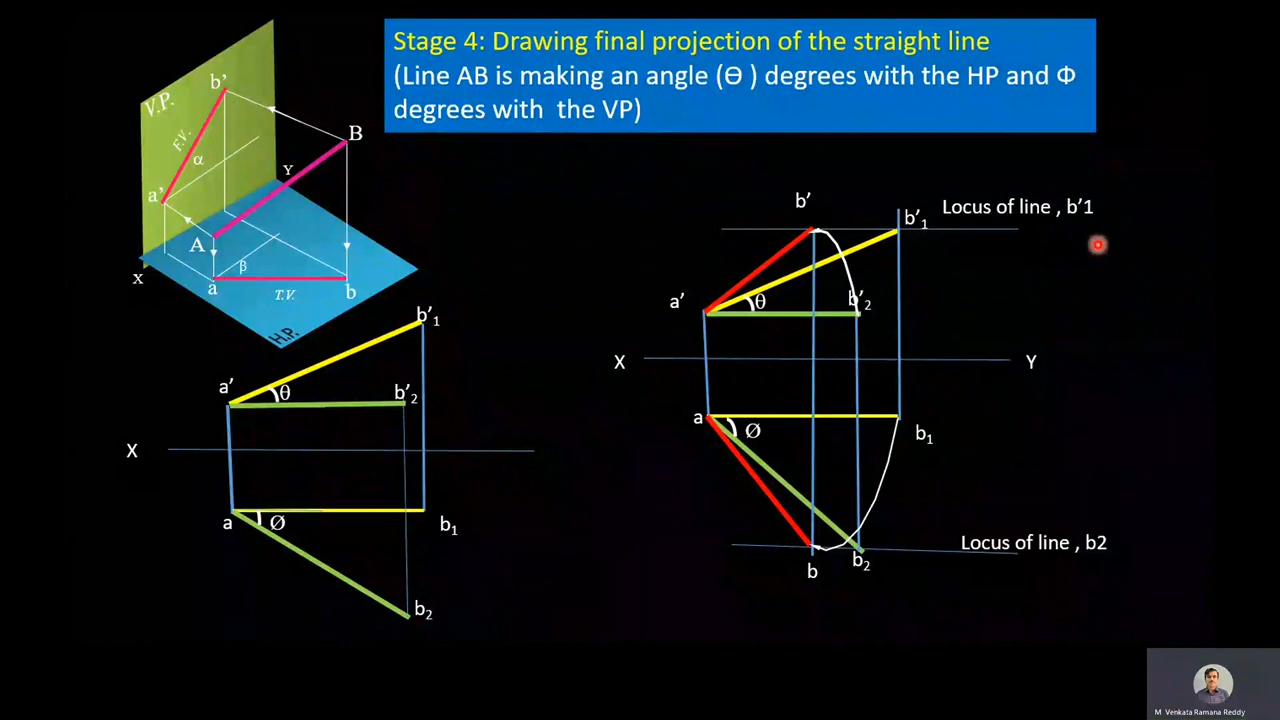 Stage 4: Drawing final projection of the straight line
(Line AB is making an angle (Ɵ ) degrees with the HP and Φ
degrees with the VP)
V.P.
b’
F.V.
α
a’
B
Y
A
X
β
a
T.V.
b
H.P.
b’1
a’
θ
b’2
X
a
Ø
b1
b2
b’
b’1
Locus of line , b’1
a’
θ
b’2
X
Y
a
Ø
b1
Locus of line , b2
b
b2
M Venkata Ramana Reddy